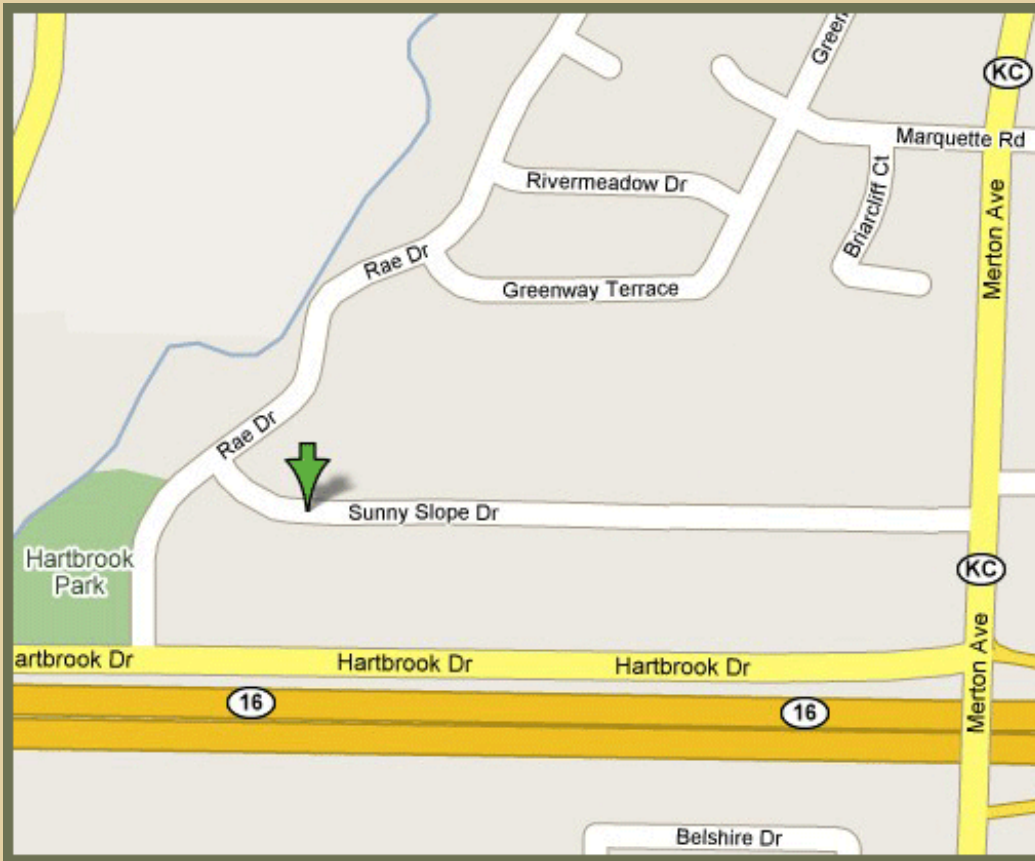 KC
Marquette Rd
Rivermeadow Dr
Briarcliff Ct
Merton Ave
Rae Dr
Greenway Terrace
Rae Dr
Sunny Slope Dr
Hartbrook
Park
KC
artbrook Dr
Hartbrook Dr
Hartbrook Dr
Merton Ave
16
16
Belshire Dr